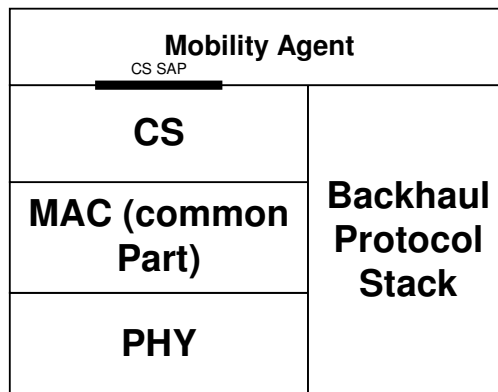 Mobility Agent
CS SAP
CS
MAC (common
Part)
PHY
Backhaul
Protocol
Stack